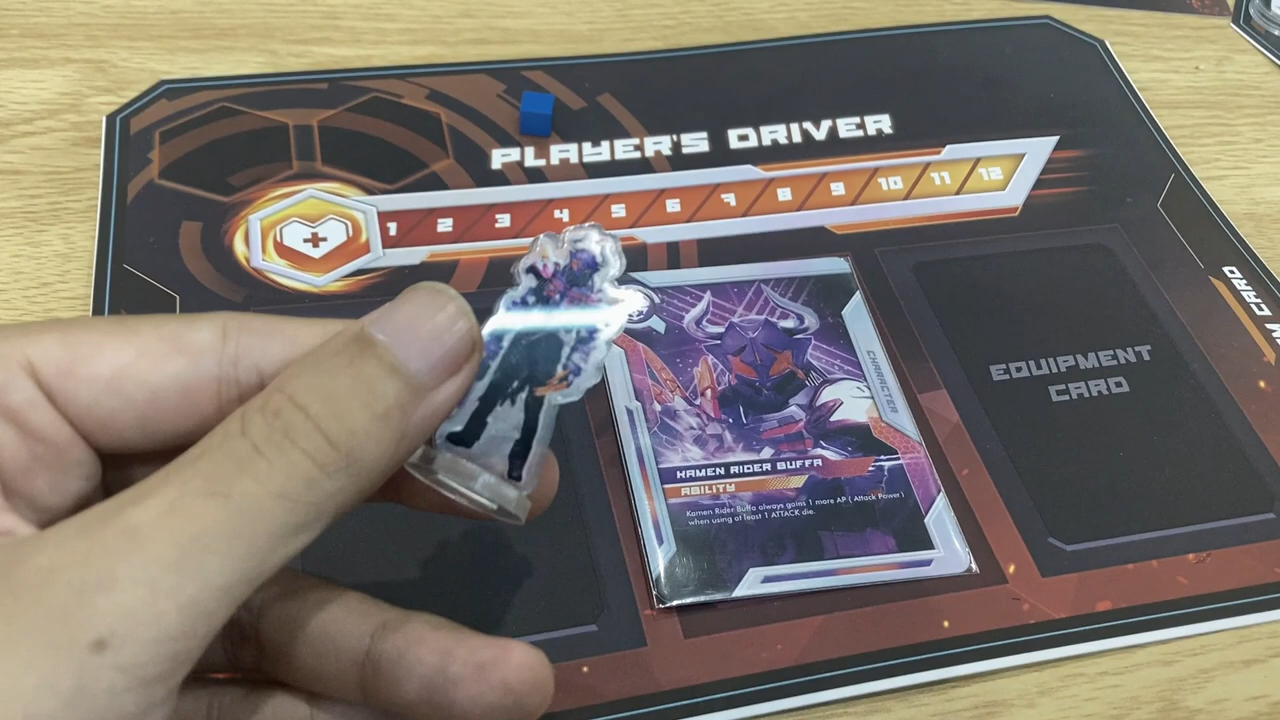 PLAYER'S DRIVER
1 2 3 4 5 6 7 8 9 10 11 12
CHARACTER
KAMEN RIDER BUFFA
ABILITY
Kamen Rider Buffa always gains 1 more AP ( Attack Power )
when using at least 1 ATTACK die.
EQUIPMENT
CARD
CARD